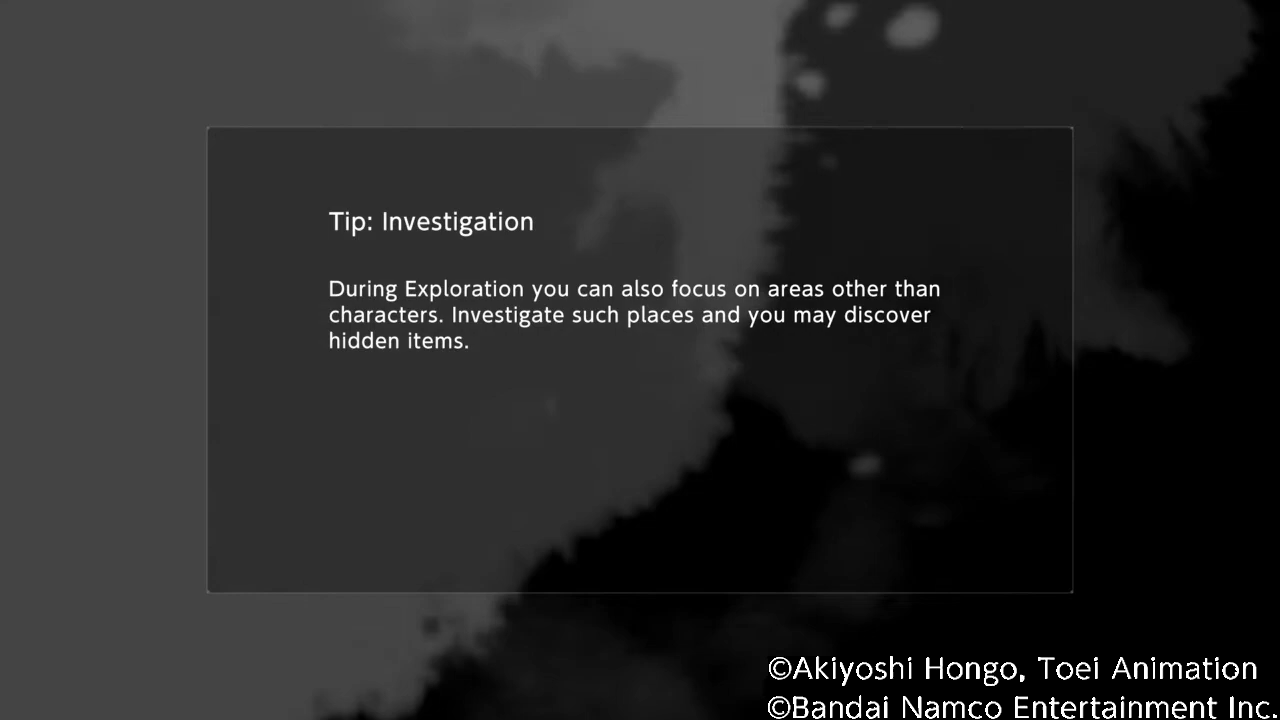 Tip: Investigation
During Exploration you can also focus on areas other than
characters. Investigate such places and you may discover
hidden items.
©Akiyoshi Hongo, Toei Animation
©Bandai Namco Entertainment Inc.